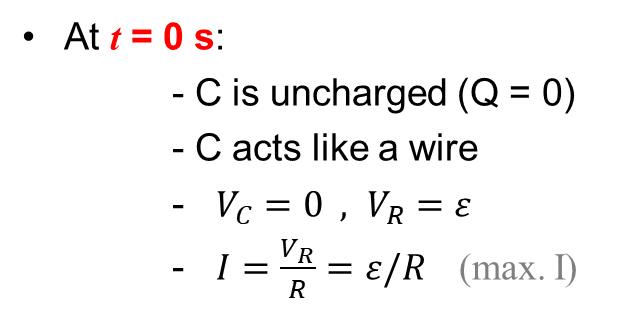 • At t = 0 s:
- C is uncharged (Q = 0)
- C acts like a wire
- V_C = 0 , V_R = ε
- I = V_R/R = ε/R (max. I)